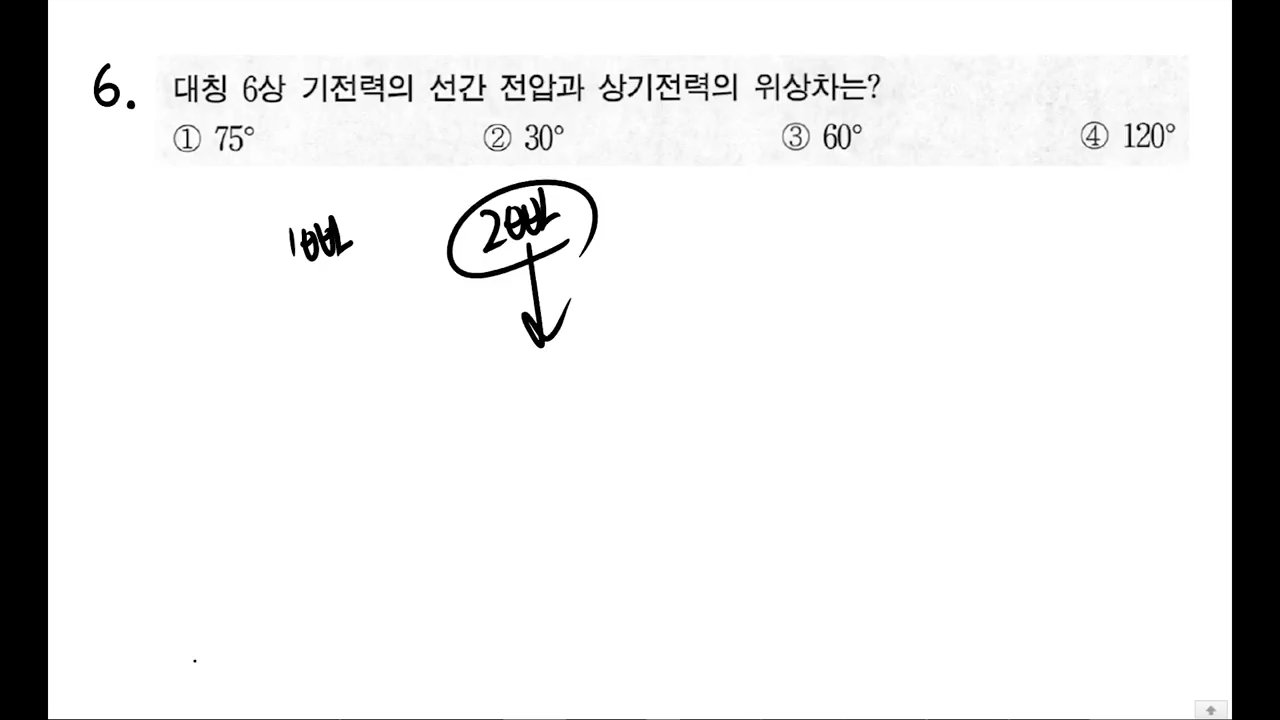 6. 대칭 6상 기전력의 선간 전압과 상기전력의 위상차는?
① 75° ② 30° ③ 60° ④ 120°
1번 2번